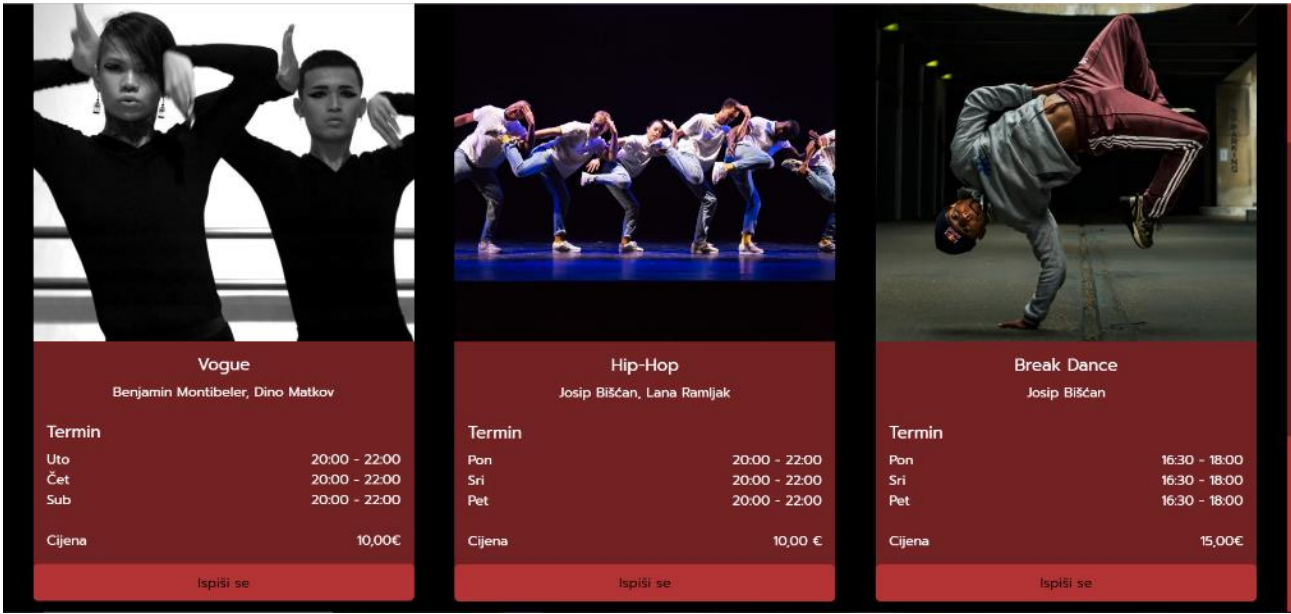 Vogue
Benjamin Montibeler, Dino Matkov
Termin
Uto 20:00 - 22:00
Čet 20:00 - 22:00
Sub 20:00 - 22:00
Cijena 10,00€
Ispiši se
Hip-Hop
Josip Bišćan, Lana Ramljak
Termin
Pon 20:00 - 22:00
Sri 20:00 - 22:00
Pet 20:00 - 22:00
Cijena 10,00 €
Ispiši se
Break Dance
Josip Bišćan
Termin
Pon 16:30 - 18:00
Sri 16:30 - 18:00
Pet 16:30 - 18:00
Cijena 15,00€
Ispiši se